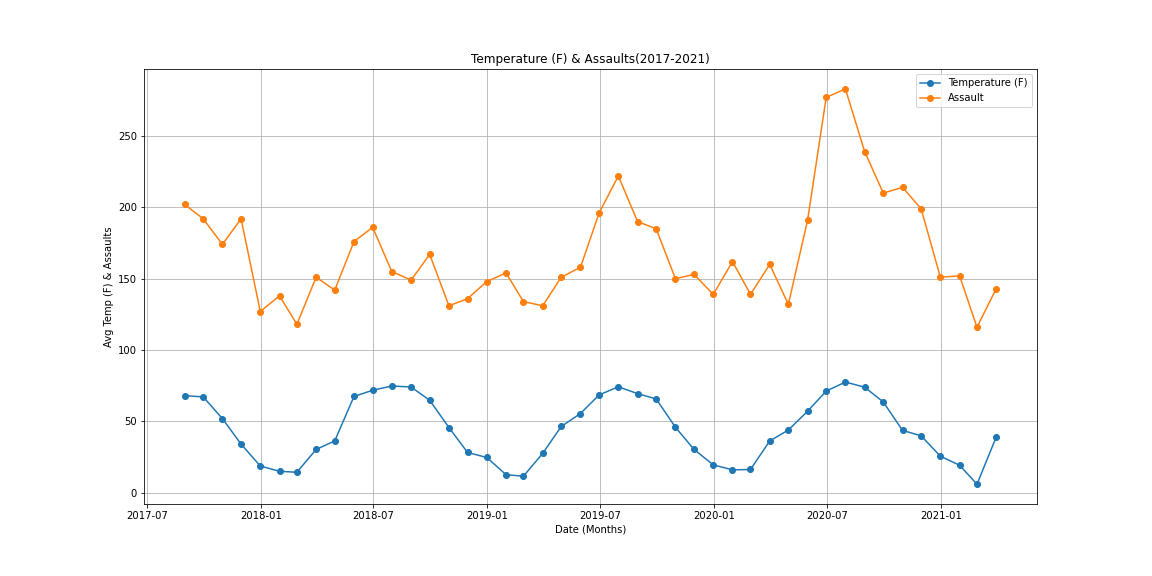 Temperature (F) & Assaults(2017-2021)
Temperature (F)
Assault
Avg Temp (F) & Assaults
250
200
150
100
50
0
2017-07 2018-01 2018-07 2019-01 2019-07 2020-01 2020-07 2021-01
Date (Months)